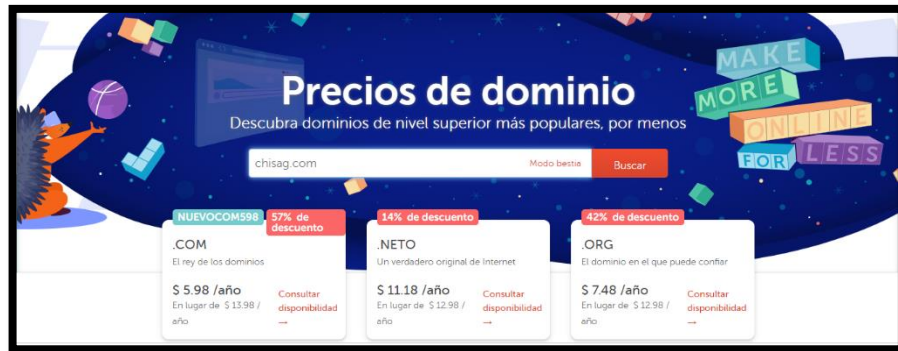 Precios de dominio
Descubra dominios de nivel superior más populares, por menos
chisag.com
Modo bestia
Buscar
MAKE
MORE
ONLINE
FOR LESS
NUEVOCOM598
57% de
descuento
.COM
El rey de los dominios
$ 5.98 /año
En lugar de $ 13.98 /
año
Consultar
disponibilidad
→
14% de descuento
.NETO
Un verdadero original de Internet
$ 11.18 /año
En lugar de $ 12.98 /
año
Consultar
disponibilidad
→
42% de descuento
.ORG
El dominio en el que puede confiar
$ 7.48 /año
En lugar de $ 12.98 /
año
Consultar
disponibilidad
→